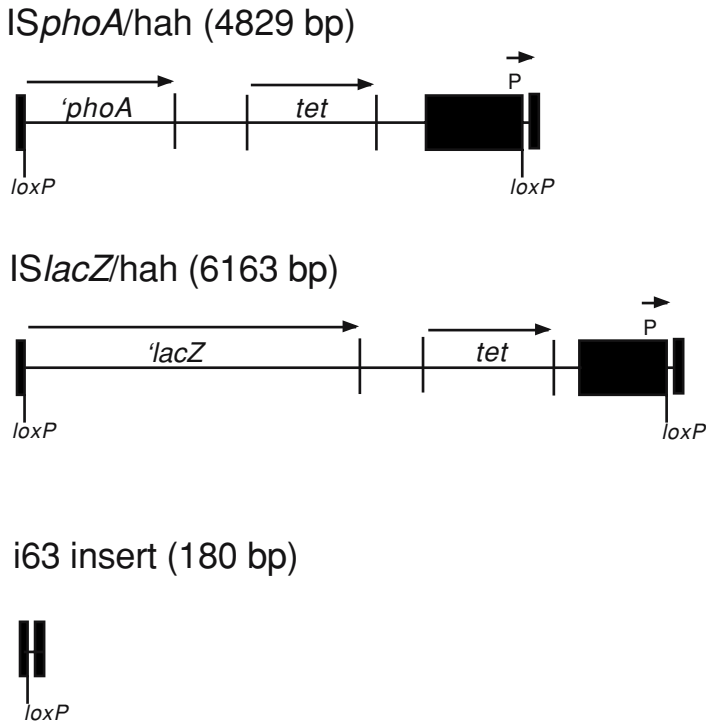 ISphoA/hah (4829 bp)
P
‘phoA tet
loxP loxP
ISlacZ/hah (6163 bp)
P
‘lacZ tet
loxP loxP
i63 insert (180 bp)
loxP